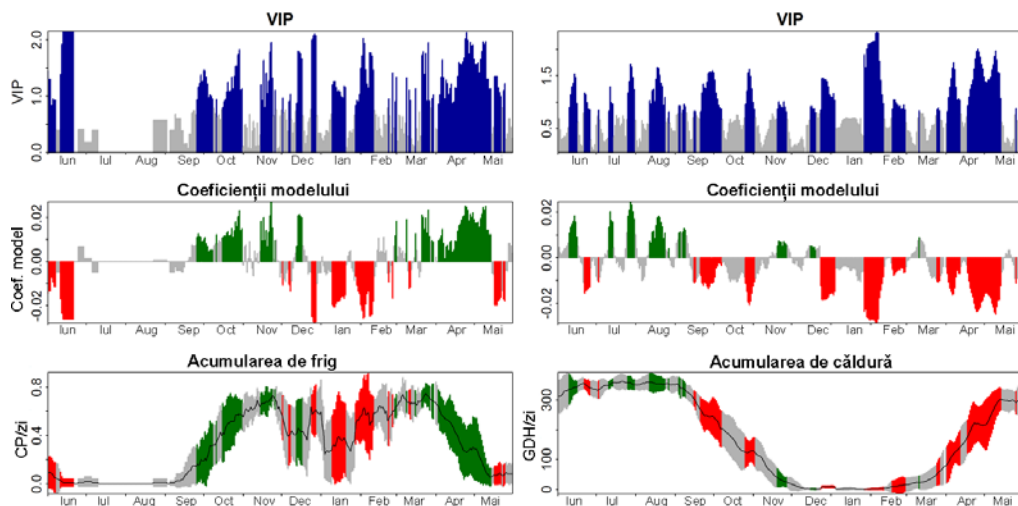 VIP
VIP
2.0
1.0
0.0
Iun Iul Aug Sep Oct Nov Dec Ian Feb Mar Apr Mai
VIP
1.5
0.5
Iun Iul Aug Sep Oct Nov Dec Ian Feb Mar Apr Mai
Coeficienții modelului
Coef. model
0.02
0.00
-0.02
Iun Iul Aug Sep Oct Nov Dec Ian Feb Mar Apr Mai
Coeficienții modelului
0.02
0.00
-0.02
Iun Iul Aug Sep Oct Nov Dec Ian Feb Mar Apr Mai
Acumularea de frig
CP/zi
0.8
0.4
0.0
Iun Iul Aug Sep Oct Nov Dec Ian Feb Mar Apr Mai
Acumularea de căldură
GDH/zi
300
100
0
Iun Iul Aug Sep Oct Nov Dec Ian Feb Mar Apr Mai